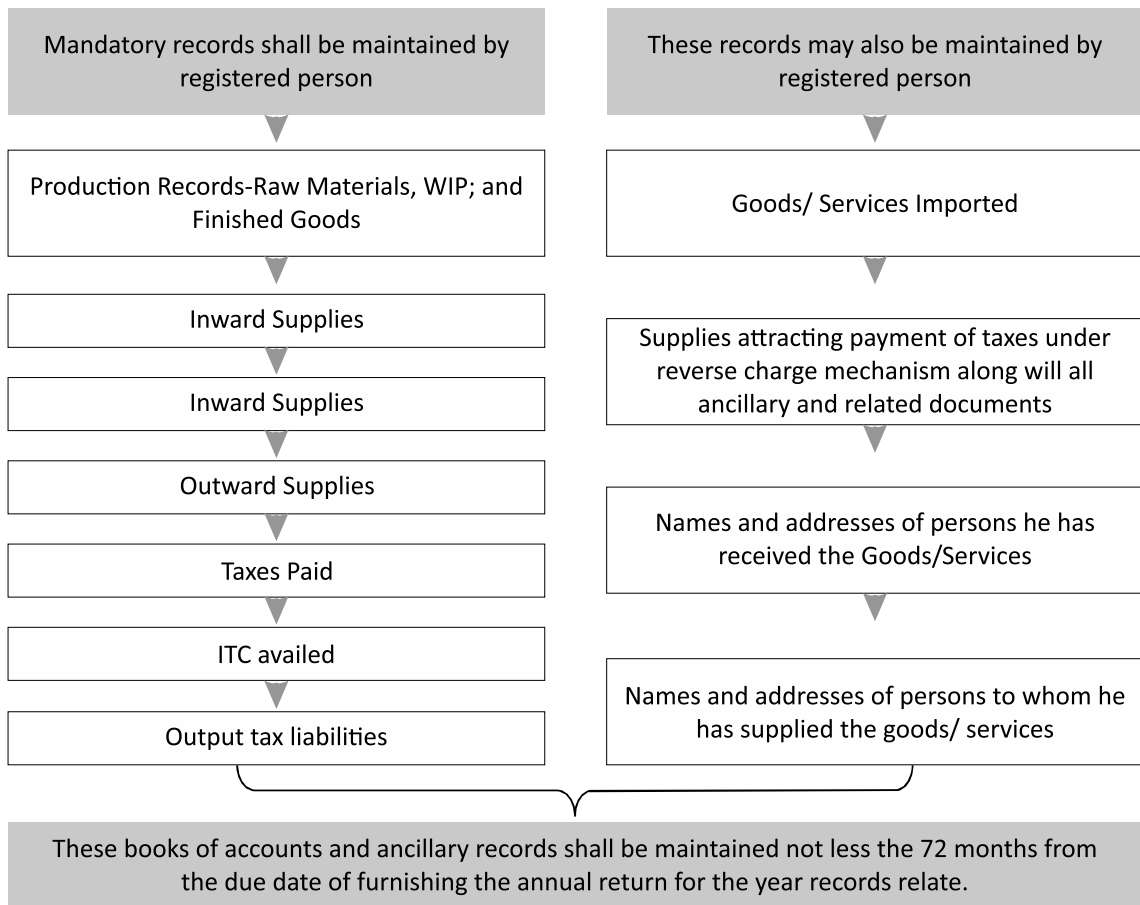 Mandatory records shall be maintained by
registered person
Production Records-Raw Materials, WIP; and
Finished Goods
Inward Supplies
Inward Supplies
Outward Supplies
Taxes Paid
ITC availed
Output tax liabilities
These records may also be maintained by
registered person
Goods/ Services Imported
Supplies attracting payment of taxes under
reverse charge mechanism along will all
ancillary and related documents
Names and addresses of persons he has
received the Goods/Services
Names and addresses of persons to whom he
has supplied the goods/ services
These books of accounts and ancillary records shall be maintained not less the 72 months from
the due date of furnishing the annual return for the year records relate.